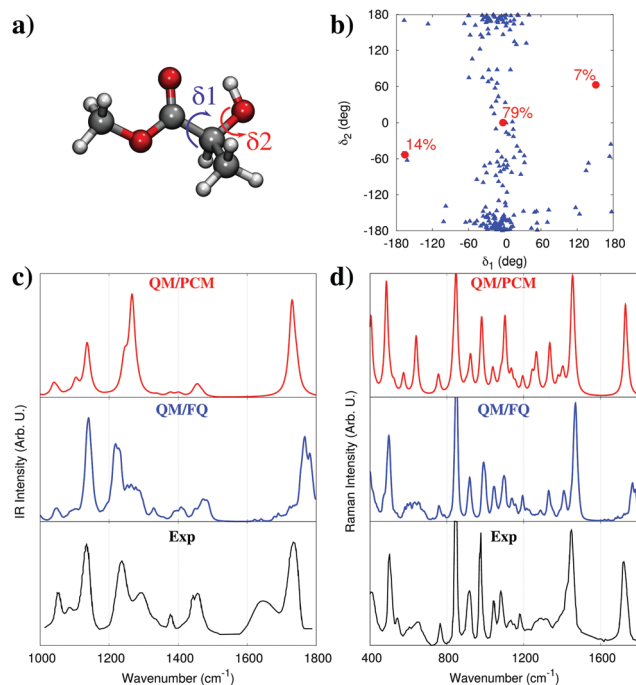 a)
δ1
δ2
b)
180
120
60
0
-60
-120
-180
δ2 (deg)
7%
79%
14%
-180 -120 -60 0 60 120 180
δ1 (deg)
c)
QM/PCM
QM/FQ
Exp
IR Intensity (Arb. U.)
1000 1200 1400 1600 1800
Wavenumber (cm-1)
d)
QM/PCM
QM/FQ
Exp
Raman Intensity (Arb. U.)
400 800 1200 1600
Wavenumber (cm-1)